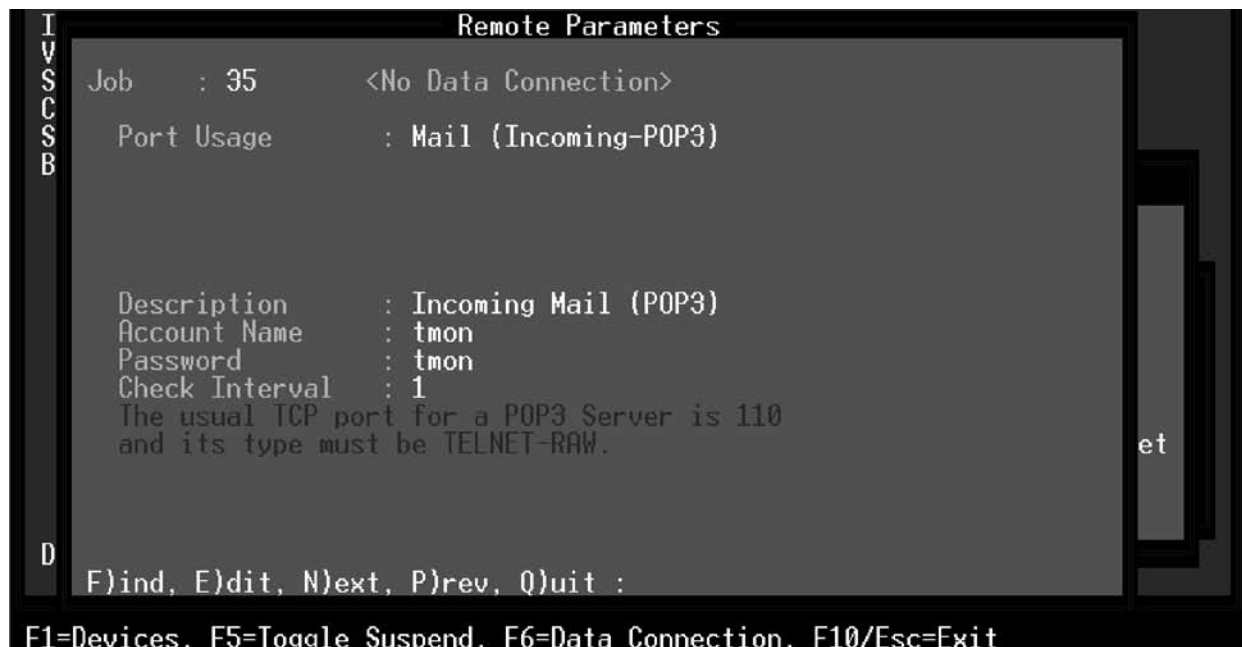 Remote Parameters
I
V
S
C
S
B
Job : 35 <No Data Connection>
Port Usage : Mail (Incoming-POP3)
Description : Incoming Mail (POP3)
Account Name : tmon
Password : tmon
Check Interval : 1
The usual TCP port for a POP3 Server is 110
and its type must be TELNET-RAW.
et
D
F)ind, E)dit, N)ext, P)rev, Q)uit :
F1=Devices, F5=Toggle Suspend, F6=Data Connection, F10/Esc=Exit